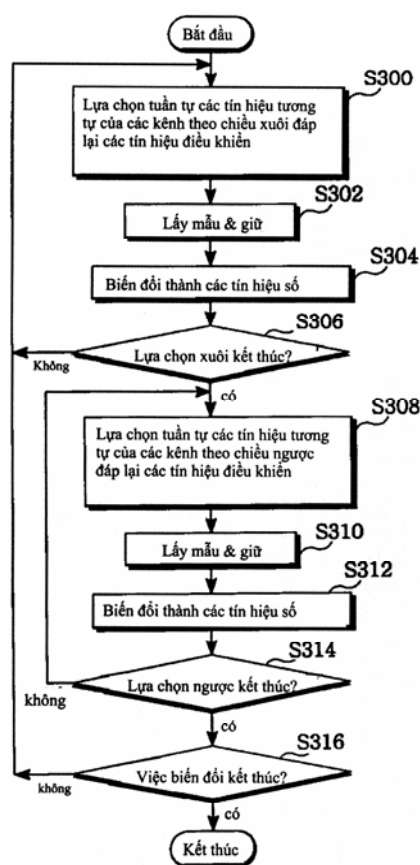 Bắt đầu
S300
Lựa chọn tuần tự các tín hiệu tương
tự của các kênh theo chiều xuôi đáp
lại các tín hiệu điều khiển
S302
Lấy mẫu & giữ
S304
Biến đổi thành các tín hiệu số
S306
Lựa chọn xuôi kết thúc?
Không
có
S308
Lựa chọn tuần tự các tín hiệu tương
tự của các kênh theo chiều ngược
đáp lại các tín hiệu điều khiển
S310
Lấy mẫu & giữ
S312
Biến đổi thành các tín hiệu số
S314
Lựa chọn ngược kết thúc?
không
có
S316
Việc biến đổi kết thúc?
không
có
Kết thúc